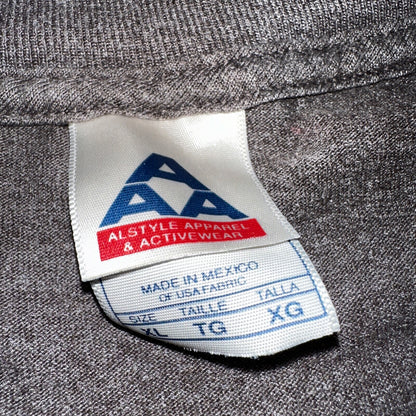 AAA
ALSTYLE APPAREL
& ACTIVEWEAR
MADE IN MEXICO
OF USA FABRIC
SIZE TAILLE TALLA
XL TG XG